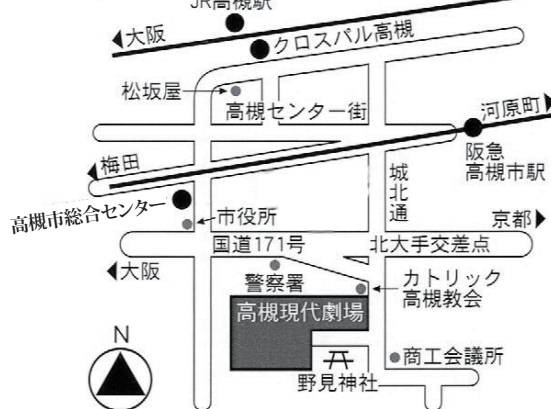 JR高槻駅
大阪
クロスパル高槻
松坂屋
高槻センター街
河原町
梅田
阪急
高槻市駅
城北通
高槻市総合センター
市役所
京都
国道171号
北大手交差点
大阪
警察署
カトリック
高槻教会
高槻現代劇場
N
商工会議所
野見神社